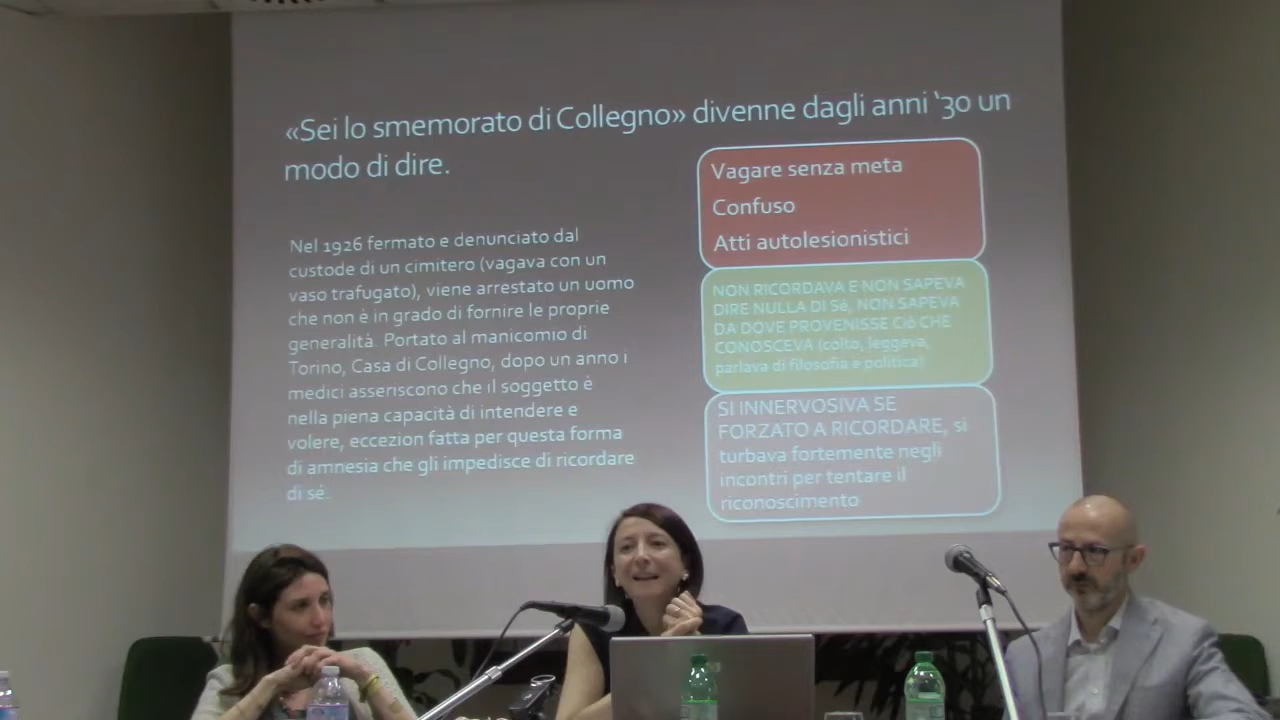 «Sei lo smemorato di Collegno» divenne dagli anni ‘30 un
modo di dire.
Nel 1926 fermato e denunciato dal
custode di un cimitero (vagava con un
vaso trafugato), viene arrestato un uomo
che non è in grado di fornire le proprie
generalità. Portato al manicomio di
Torino, Casa di Collegno, dopo un anno i
medici asseriscono che il soggetto è
nella piena capacità di intendere e
volere, eccezion fatta per questa forma
di amnesia che gli impedisce di ricordare
di sé.
Vagare senza meta
Confuso
Atti autolesionistici
NON RICORDAVA E NON SAPEVA
DIRE NULLA DI Sé, NON SAPEVA
DA DOVE PROVENISSE Ciò CHE
CONOSCEVA (colto, leggeva,
parlava di filosofia e politica)
SI INNERVOSIVA SE
FORZATO A RICORDARE, si
turbava fortemente negli
incontri per tentare il
riconoscimento